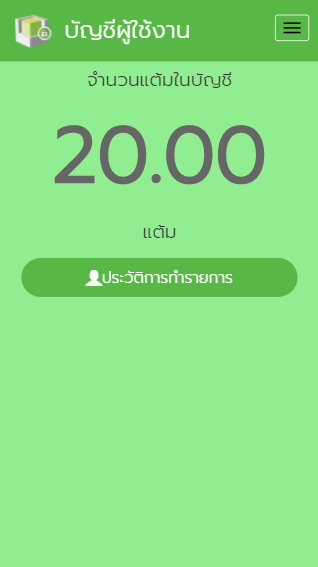 บัญชีผู้ใช้งาน
จำนวนแต้มในบัญชี
20.00
แต้ม
ประวัติการทำรายการ